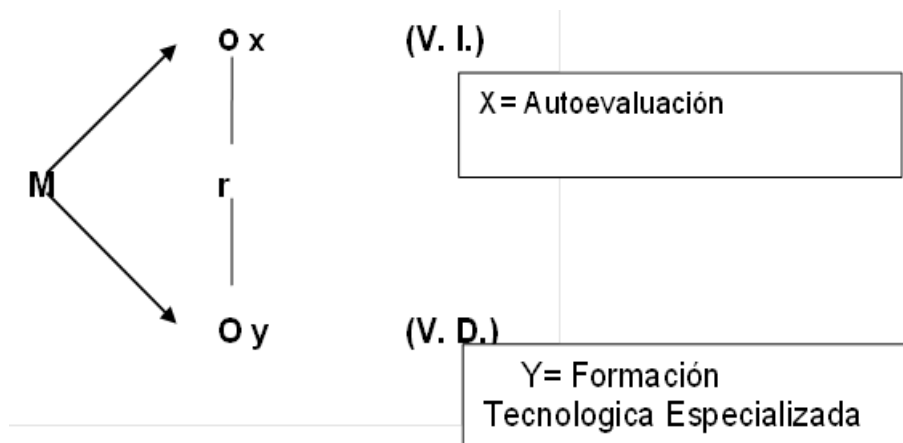 o x (V. I.)
X= Autoevaluación
M r
O y (V. D.)
Y= Formación
Tecnologica Especializada